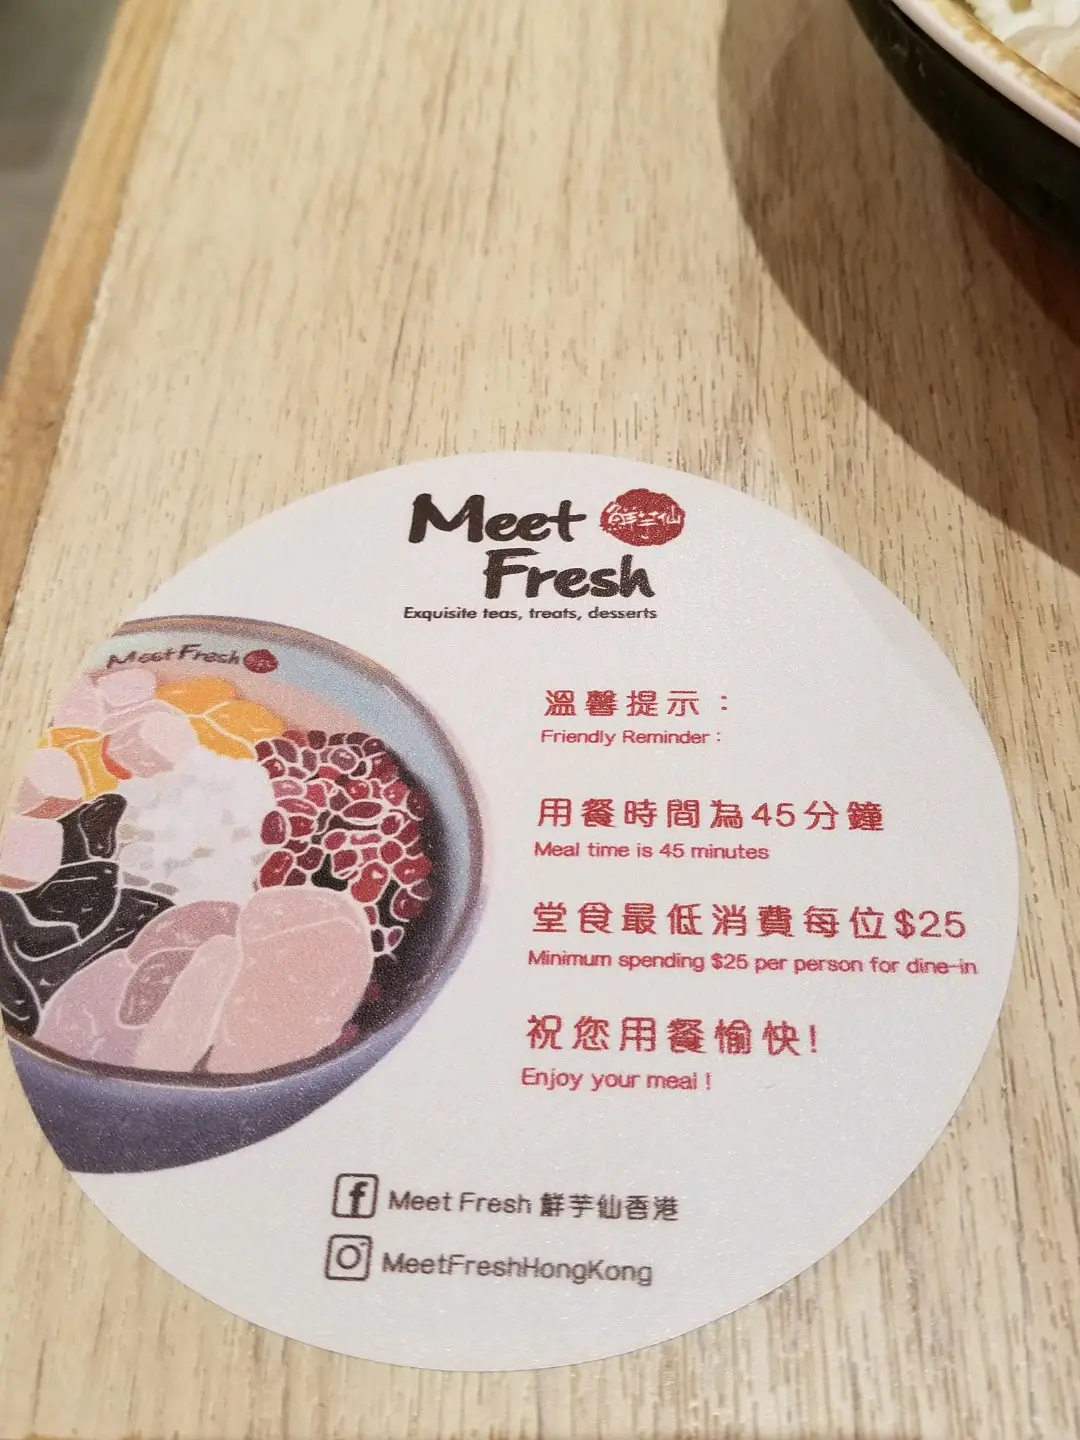 Meet 鮮芋仙
Fresh
Exquisite teas, treats, desserts
Meet Fresh
溫馨提示：
Friendly Reminder：
用餐時間為45分鐘
Meal time is 45 minutes
堂食最低消費每位$25
Minimum spending $25 per person for dine-in
祝您用餐愉快!
Enjoy your meal !
Meet Fresh 鮮芋仙香港
MeetFreshHongKong